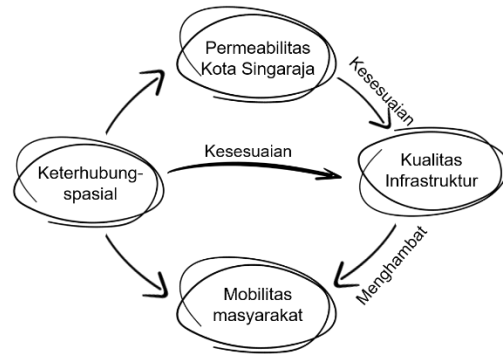 Permeabilitas
Kota Singaraja
Kesesuaian
Kesesuaian
Keterhubung-
spasial
Kualitas
Infrastruktur
Menghambat
Mobilitas
masyarakat